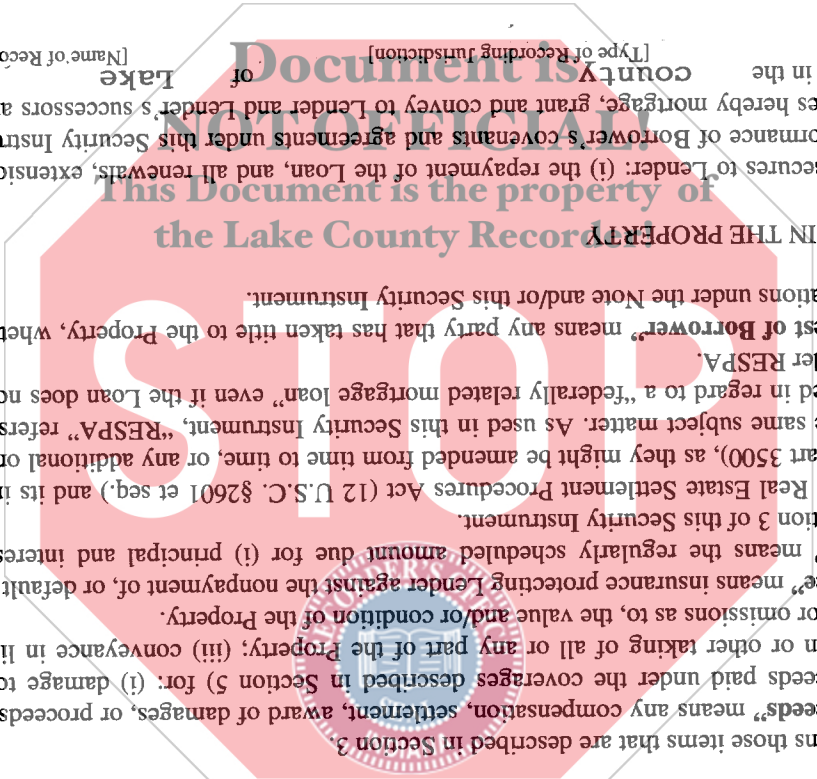 ns those items that are described in Section 3.
eeds” means any compensation, settlement, award of damages, or proceeds
eeds paid under the coverages described in Section 5) for: (i) damage to
n or other taking of all or any part of the Property; (iii) conveyance in li
or omissions as to, the value and/or condition of the Property.
e” means insurance protecting Lender against the nonpayment of, or default
” means the regularly scheduled amount due for (i) principal and interes
tion 3 of this Security Instrument.
Real Estate Settlement Procedures Act (12 U.S.C. §2601 et seq.) and its i
art 3500), as they might be amended from time to time, or any additional or
e same subject matter. As used in this Security Instrument, “RESPA” refers
ed in regard to a “federally related mortgage loan” even if the Loan does no
er RESPA.
st of Borrower” means any party that has taken title to the Property, whet
ations under the Note and/or this Security Instrument.
IN THE PROPERTY
secures to Lender: (i) the repayment of the Loan, and all renewals, extensio
ormance of Borrower’s covenants and agreements under this Security Instru
es hereby mortgage, grant and convey to Lender and Lender’s successors a
in the County of Lake
[Type of Recording Jurisdiction] [Name of Reco
Document is
NOT OFFICIAL!
This Document is the property of
the Lake County Recorder!
STOP
RECORDER'S
INDIANA